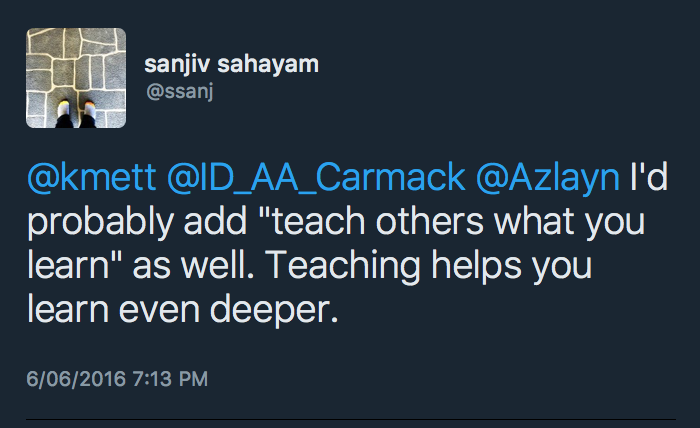 sanjiv sahayam
@ssanj
@kmett @ID_AA_Carmack @Azlayn I'd
probably add "teach others what you
learn" as well. Teaching helps you
learn even deeper.
6/06/2016 7:13 PM